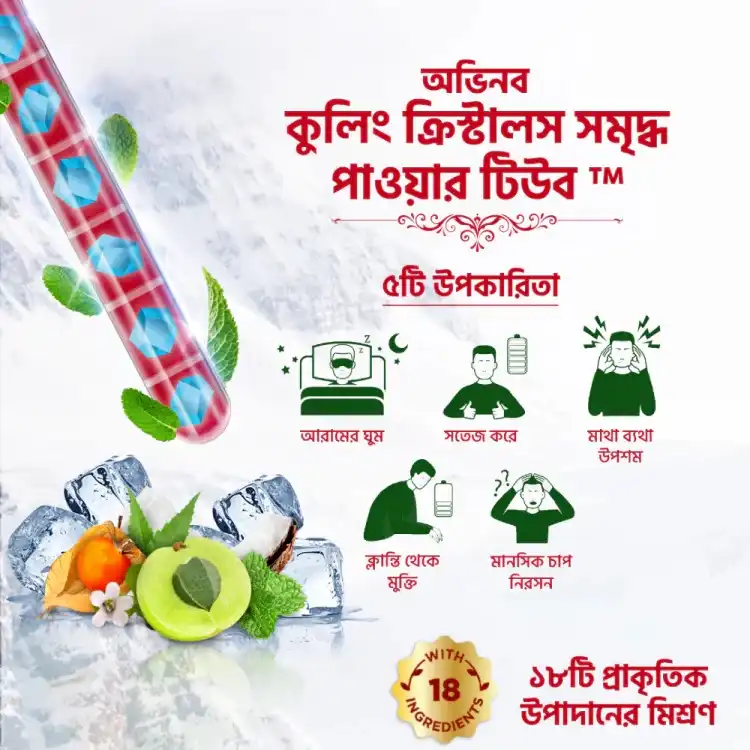 অভিনব
কুলিং ক্রিস্টালস সমৃদ্ধ
পাওয়ার টিউব ™
৫টি উপকারিতা
z
z
আরামের ঘুম
সতেজ করে
মাথা ব্যথা
উপশম
??
ক্লান্তি থেকে
মুক্তি
মানসিক চাপ
নিরসন
WITH
18
INGREDIENTS
১৮টি প্রাকৃতিক
উপাদানের মিশ্রণ